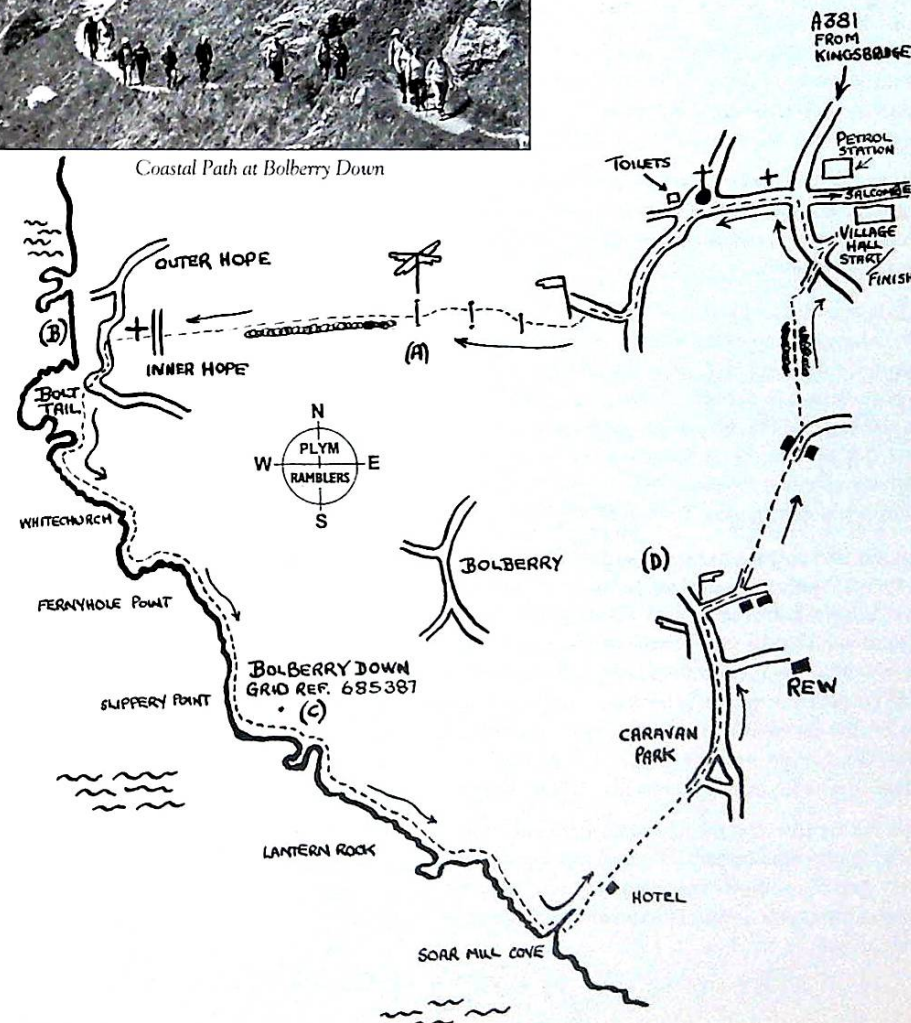 Coastal Path at Bolberry Down
A381
FROM
KINGSBRIDGE
PETROL
STATION
TOILETS
SALCOMBE
VILLAGE
HALL
START
FINISH
OUTER HOPE
(B)
INNER HOPE
(A)
BOLT
TAIL
N
PLYM
W E
RAMBLERS
S
WHITECHURCH
BOLBERRY
(D)
FERNYHOLE POINT
BOLBERRY DOWN
GRID REF. 685387
(C)
SLIPPERY POINT
REW
CARAVAN
PARK
LANTERN ROCK
HOTEL
SOAR MILL COVE